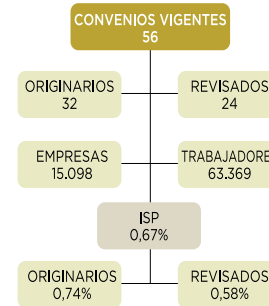 CONVENIOS VIGENTES
56
ORIGINARIOS
32
REVISADOS
24
EMPRESAS
15.098
TRABAJADORE
63.369
ISP
0,67%
ORIGINARIOS
0,74%
REVISADOS
0,58%